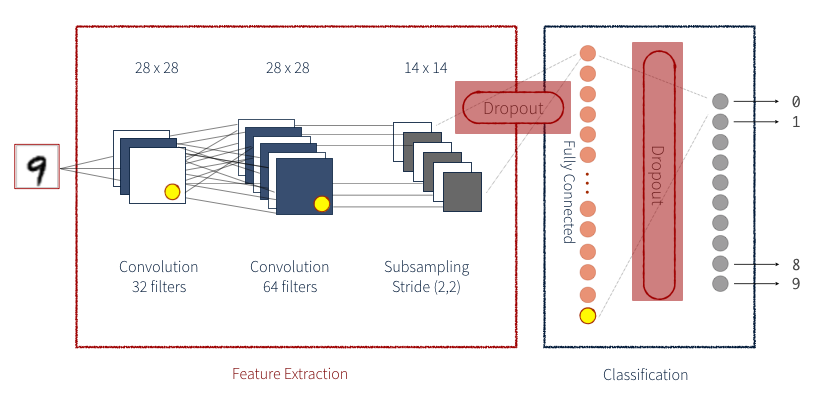 28 x 28
28 x 28
14 x 14
Dropout
9
Fully Connected
Dropout
0
1
8
9
Convolution
32 filters
Convolution
64 filters
Subsampling
Stride (2,2)
Feature Extraction
Classification